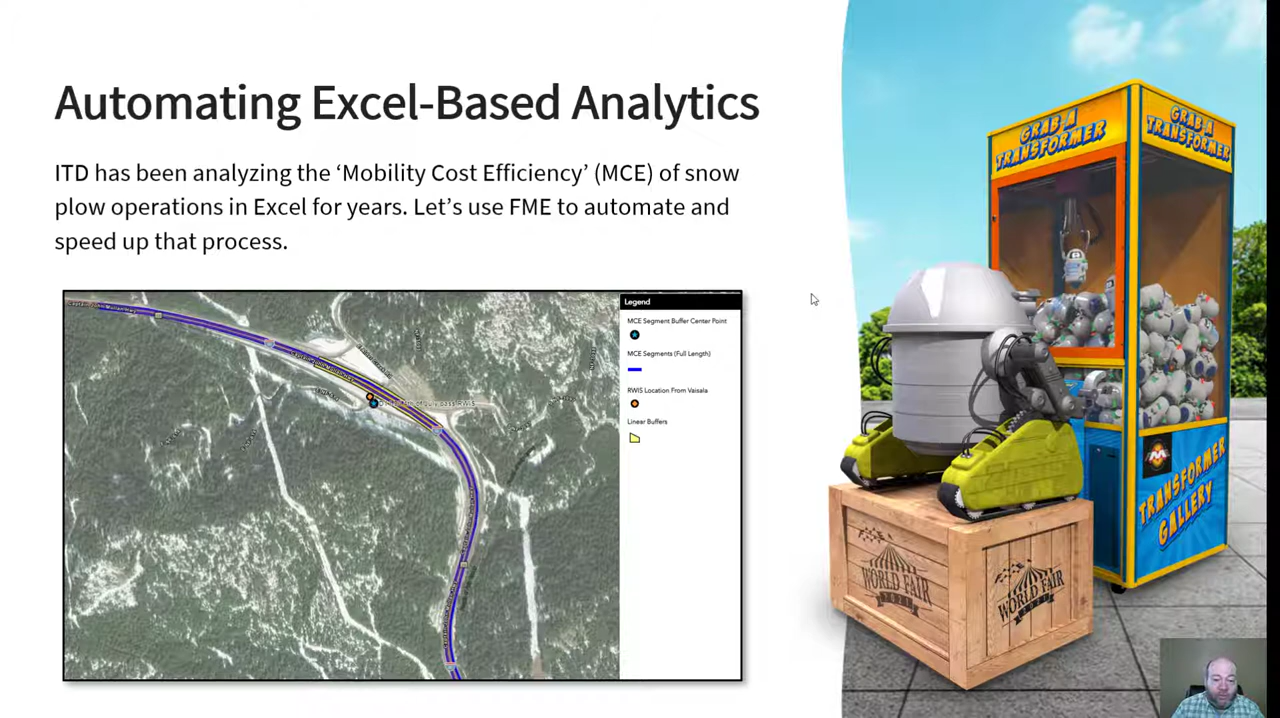 Automating Excel-Based Analytics
ITD has been analyzing the ‘Mobility Cost Efficiency’ (MCE) of snow
plow operations in Excel for years. Let’s use FME to automate and
speed up that process.
Legend
MCE Segment Buffer Center Point
MCE Segments (Full Length)
RWIS Location From Vaisala
Linear Buffers
GRAB A
TRANSFORMER
GRAB A
TRANSFORMER
TRANSFORMER
GALLERY
WORLD FAIR
2021
WORLD FAIR
2021